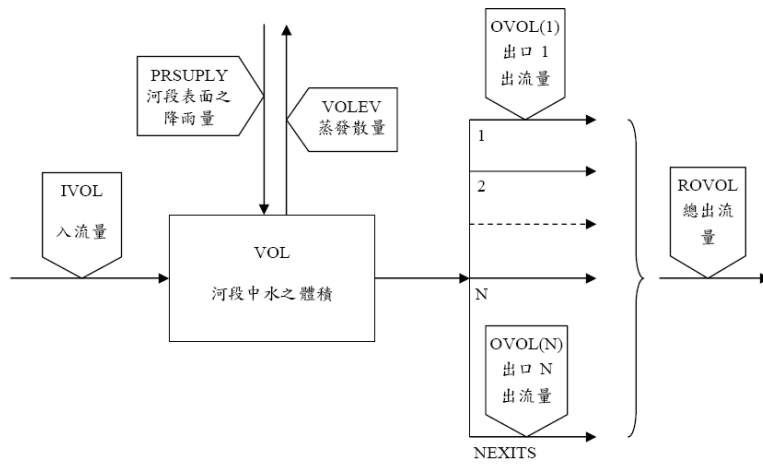 OVOL(1)
出口 1
出流量
PRSUPLY
河段表面之
降雨量
VOLEV
蒸發散量
1
2
IVOL
入流量
VOL
河段中水之體積
ROVOL
總出流
量
N
OVOL(N)
出口 N
出流量
NEXITS